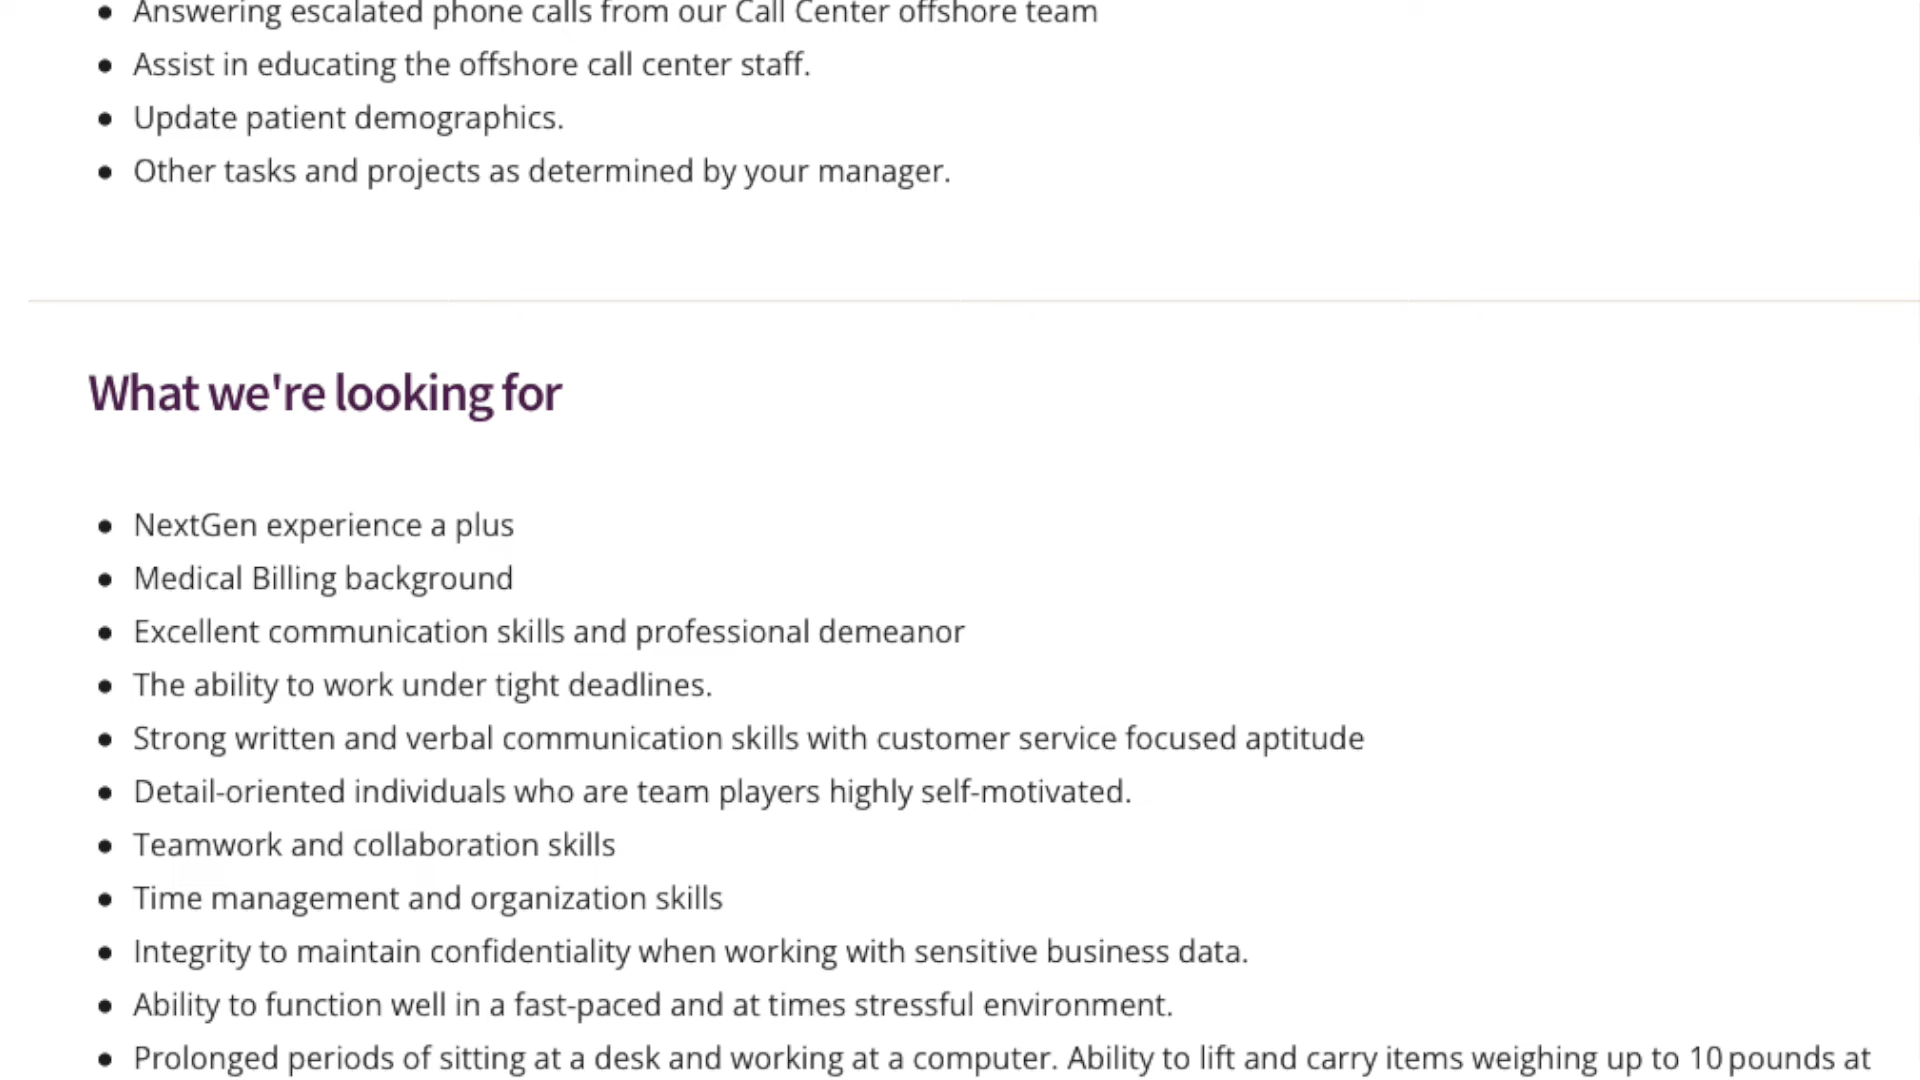 Answering escalated phone calls from our Call Center offshore team
Assist in educating the offshore call center staff.
Update patient demographics.
Other tasks and projects as determined by your manager.
What we're looking for
NextGen experience a plus
Medical Billing background
Excellent communication skills and professional demeanor
The ability to work under tight deadlines.
Strong written and verbal communication skills with customer service focused aptitude
Detail-oriented individuals who are team players highly self-motivated.
Teamwork and collaboration skills
Time management and organization skills
Integrity to maintain confidentiality when working with sensitive business data.
Ability to function well in a fast-paced and at times stressful environment.
Prolonged periods of sitting at a desk and working at a computer. Ability to lift and carry items weighing up to 10 pounds at